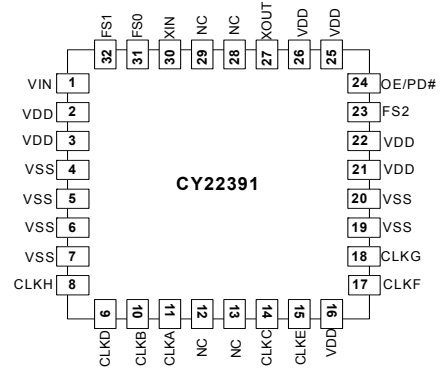 FS1 FS0 XIN NC NC XOUT VDD VDD
32 31 30 29 28 27 26 25
VIN 1 24 OE/PD#
VDD 2 23 FS2
VDD 3 22 VDD
VSS 4 21 VDD
CY22391
VSS 5 20 VSS
VSS 6 19 VSS
VSS 7 18 CLKG
CLKH 8 17 CLKF
9 10 11 12 13 14 15 16
CLKD CLKB CLKA NC NC CLKC CLKE VDD